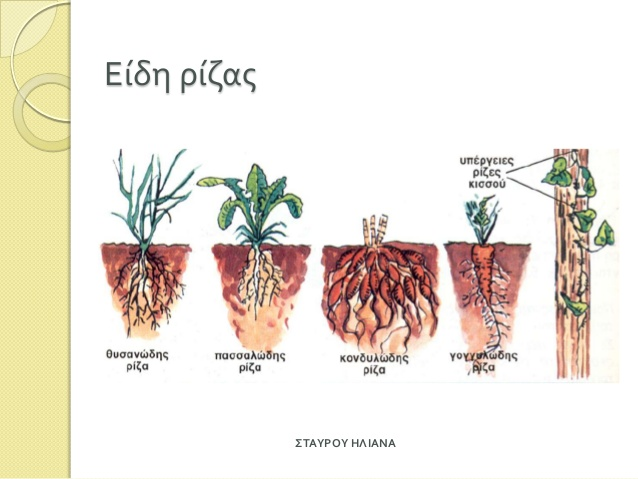 Είδη ρίζας
υπέργειες
ρίζες
κισσού
θυσανώδης
ρίζα
πασσαλώδης
ρίζα
κονδυλώδης
ρίζα
γογγυλώδης
ρίζα
ΣΤΑΥΡΟΥ ΗΛΙΑΝΑ